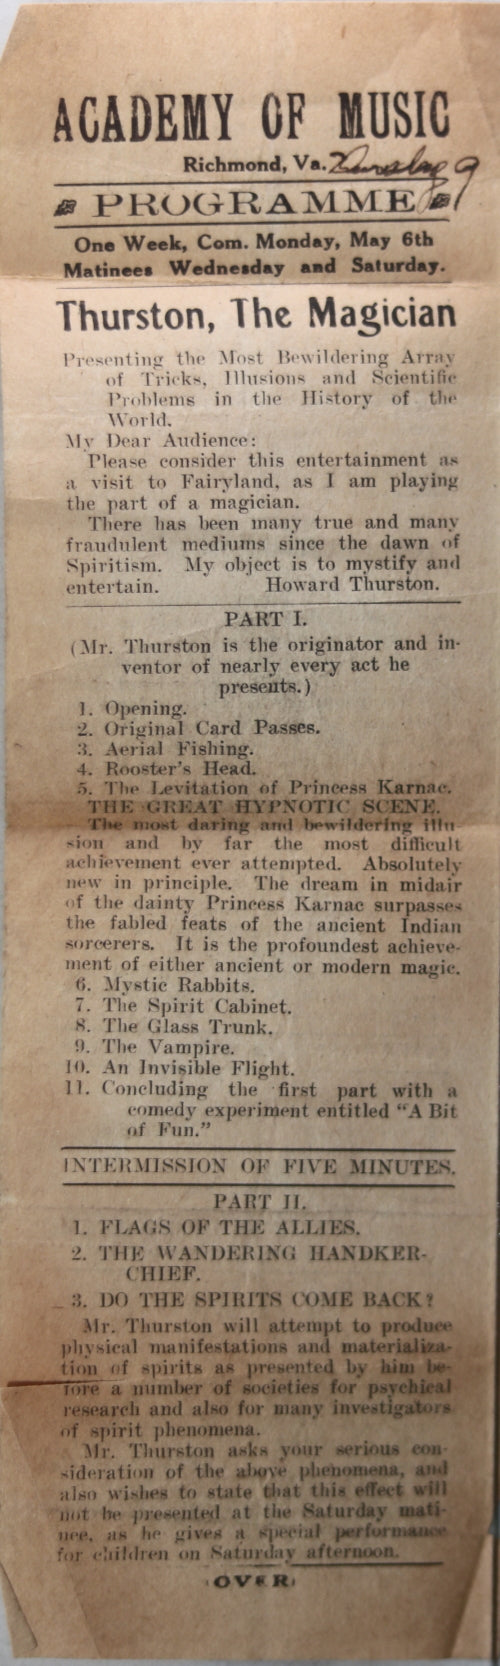 ACADEMY OF MUSIC
Richmond, Va. Thursday 9
PROGRAMME
One Week, Com. Monday, May 6th
Matinees Wednesday and Saturday.
Thurston, The Magician
Presenting the Most Bewildering Array
of Tricks, Illusions and Scientific
Problems in the History of the
World.
My Dear Audience:
Please consider this entertainment as
a visit to Fairyland, as I am playing
the part of a magician.
There has been many true and many
fraudulent mediums since the dawn of
Spiritism. My object is to mystify and
entertain. Howard Thurston.
PART I.
(Mr. Thurston is the originator and in-
ventor of nearly every act he
presents.)
1. Opening.
2. Original Card Passes.
3. Aerial Fishing.
4. Rooster's Head.
5. The Levitation of Princess Karnac.
THE GREAT HYPNOTIC SCENE.
The most daring and bewildering illu-
sion and by far the most difficult
achievement ever attempted. Absolutely
new in principle. The dream in midair
of the dainty Princess Karnac surpasses
the fabled feats of the ancient Indian
sorcerers. It is the profoundest achieve-
ment of either ancient or modern magic.
6. Mystic Rabbits.
7. The Spirit Cabinet.
8. The Glass Trunk.
9. The Vampire.
10. An Invisible Flight.
11. Concluding the first part with a
comedy experiment entitled "A Bit
of Fun."
INTERMISSION OF FIVE MINUTES.
PART II.
1. FLAGS OF THE ALLIES.
2. THE WANDERING HANDKER-
CHIEF.
3. DO THE SPIRITS COME BACK?
Mr. Thurston will attempt to produce
physical manifestations and materializa-
tion of spirits as presented by him be-
fore a number of societies for psychical
research and also for many investigators
of spirit phenomena.
Mr. Thurston asks your serious con-
sideration of the above phenomena, and
also wishes to state that this effect will
not be presented at the Saturday mati-
nee, as he gives a special performance
for children on Saturday afternoon.
(OVER)